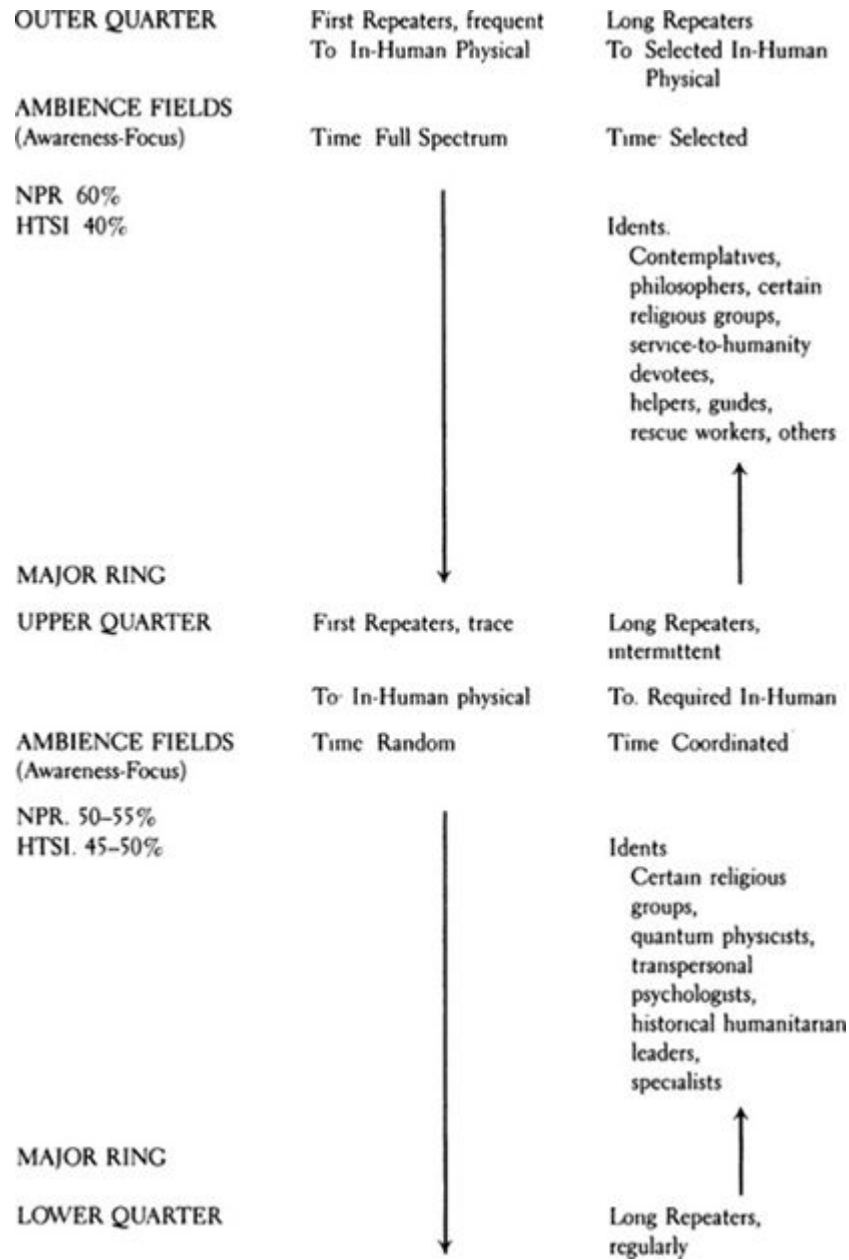 OUTER QUARTER First Repeaters, frequent Long Repeaters
To In-Human Physical To Selected In-Human
Physical
AMBIENCE FIELDS
(Awareness-Focus) Time Full Spectrum Time Selected
NPR 60%
HTSI 40% Idents.
Contemplatives,
philosophers, certain
religious groups,
service-to-humanity
devotees,
helpers, guides,
rescue workers, others
MAJOR RING
UPPER QUARTER First Repeaters, trace Long Repeaters,
intermittent
To In-Human physical To. Required In-Human
AMBIENCE FIELDS Time Random Time Coordinated
(Awareness-Focus)
NPR. 50–55%
HTSI. 45–50% Idents
Certain religious
groups,
quantum physicists,
transpersonal
psychologists,
historical humanitarian
leaders,
specialists
MAJOR RING
LOWER QUARTER Long Repeaters,
regularly